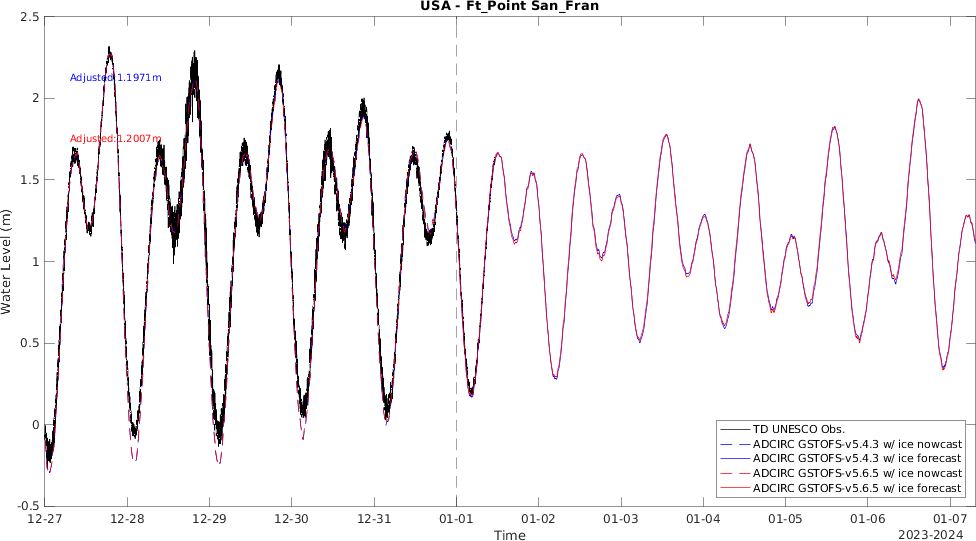 USA - Ft_Point San_Fran
2.5
2
1.5
1
0.5
0
-0.5
Water Level (m)
Adjusted:1.1971m
Adjusted:1.2007m
TD UNESCO Obs.
ADCIRC GSTOFS-v5.4.3 w/ ice nowcast
ADCIRC GSTOFS-v5.4.3 w/ ice forecast
ADCIRC GSTOFS-v5.6.5 w/ ice nowcast
ADCIRC GSTOFS-v5.6.5 w/ ice forecast
12-27 12-28 12-29 12-30 12-31 01-01 01-02 01-03 01-04 01-05 01-06 01-07
Time
2023-2024